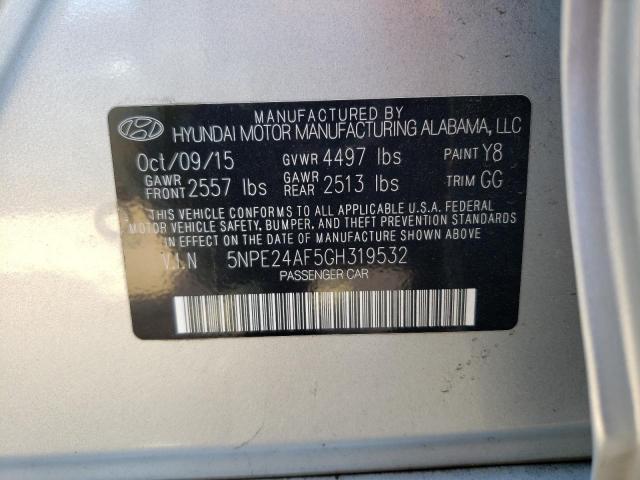 MANUFACTURED BY
HYUNDAI MOTOR MANUFACTURING ALABAMA, LLC
Oct/09/15 GVWR 4497 lbs PAINT Y8
GAWR FRONT 2557 lbs GAWR REAR 2513 lbs TRIM GG
THIS VEHICLE CONFORMS TO ALL APPLICABLE U.S.A. FEDERAL
MOTOR VEHICLE SAFETY, BUMPER, AND THEFT PREVENTION STANDARDS
IN EFFECT ON THE DATE OF MANUFACTURE SHOWN ABOVE
V.I.N 5NPE24AF5GH319532
PASSENGER CAR